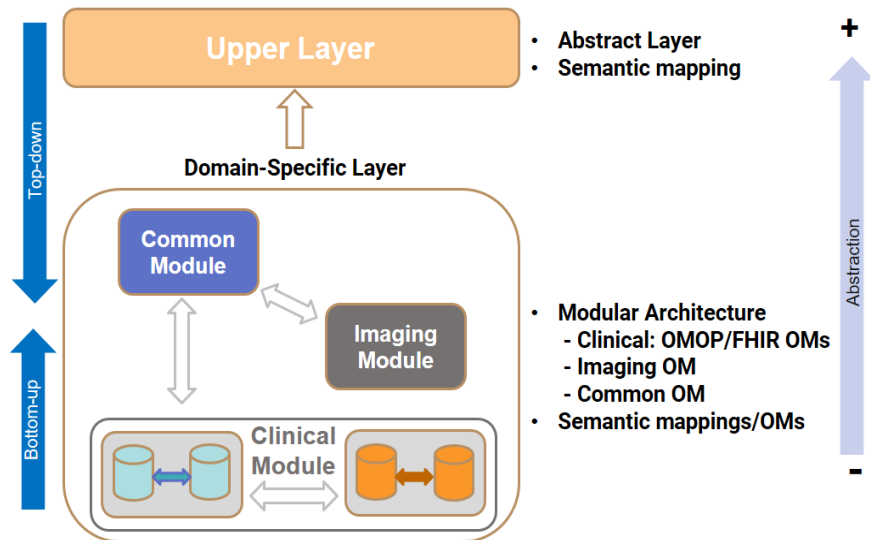 Upper Layer
• Abstract Layer
• Semantic mapping
+
Top-down
Domain-Specific Layer
Common
Module
Imaging
Module
Abstraction
• Modular Architecture
- Clinical: OMOP/FHIR OMs
- Imaging OM
- Common OM
• Semantic mappings/OMs
Bottom-up
Clinical
Module
-